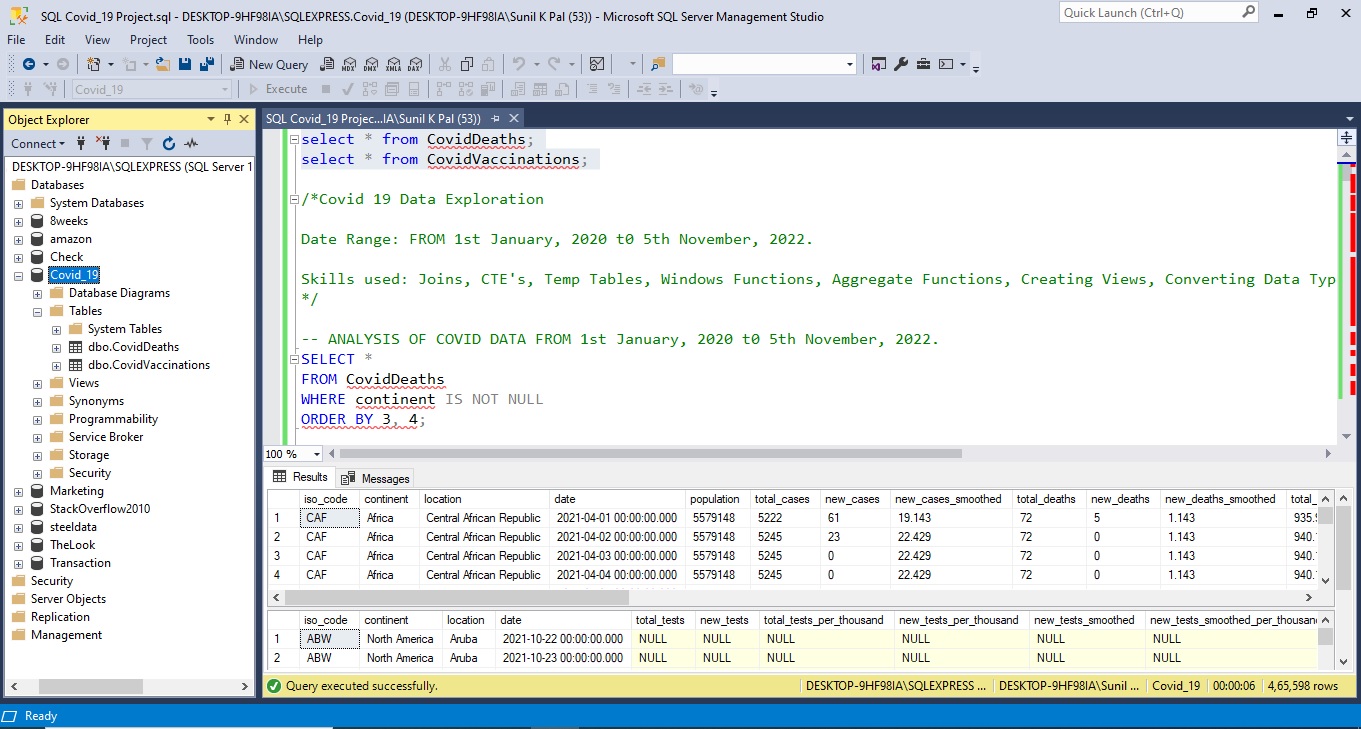 SQL Covid_19 Project.sql - DESKTOP-9HF98IA\SQLEXPRESS.Covid_19 (DESKTOP-9HF98IA\Sunil K Pal (53)) - Microsoft SQL Server Management Studio
Quick Launch (Ctrl+Q)
File Edit View Project Tools Window Help
New Query MDX DMX XMLA DAX
Covid_19 Execute
Object Explorer
Connect
DESKTOP-9HF98IA\SQLEXPRESS (SQL Server 1
Databases
System Databases
8weeks
amazon
Check
Covid_19
Database Diagrams
Tables
System Tables
dbo.CovidDeaths
dbo.CovidVaccinations
Views
Synonyms
Programmability
Service Broker
Storage
Security
Marketing
StackOverflow2010
steeldata
TheLook
Transaction
Security
Server Objects
Replication
Management
SQL Covid_19 Projec...IA\Sunil K Pal (53))
select * from CovidDeaths;
select * from CovidVaccinations;
/*Covid 19 Data Exploration
Date Range: FROM 1st January, 2020 t0 5th November, 2022.
Skills used: Joins, CTE's, Temp Tables, Windows Functions, Aggregate Functions, Creating Views, Converting Data Typ
*/
-- ANALYSIS OF COVID DATA FROM 1st January, 2020 t0 5th November, 2022.
SELECT *
FROM CovidDeaths
WHERE continent IS NOT NULL
ORDER BY 3, 4;
100 %
Results Messages
iso_code continent location date population total_cases new_cases new_cases_smoothed total_deaths new_deaths new_deaths_smoothed total_
1 CAF Africa Central African Republic 2021-04-01 00:00:00.000 5579148 5222 61 19.143 72 5 1.143 935.
2 CAF Africa Central African Republic 2021-04-02 00:00:00.000 5579148 5245 23 22.429 72 0 1.143 940.
3 CAF Africa Central African Republic 2021-04-03 00:00:00.000 5579148 5245 0 22.429 72 0 1.143 940.
4 CAF Africa Central African Republic 2021-04-04 00:00:00.000 5579148 5245 0 22.429 72 0 1.143 940.
iso_code continent location date total_tests new_tests total_tests_per_thousand new_tests_per_thousand new_tests_smoothed new_tests_smoothed_per_thousan
1 ABW North America Aruba 2021-10-22 00:00:00.000 NULL NULL NULL NULL NULL NULL
2 ABW North America Aruba 2021-10-23 00:00:00.000 NULL NULL NULL NULL NULL NULL
Query executed successfully. DESKTOP-9HF98IA\SQLEXPRESS ... DESKTOP-9HF98IA\Sunil ... Covid_19 00:00:06 4,65,598 rows
Ready